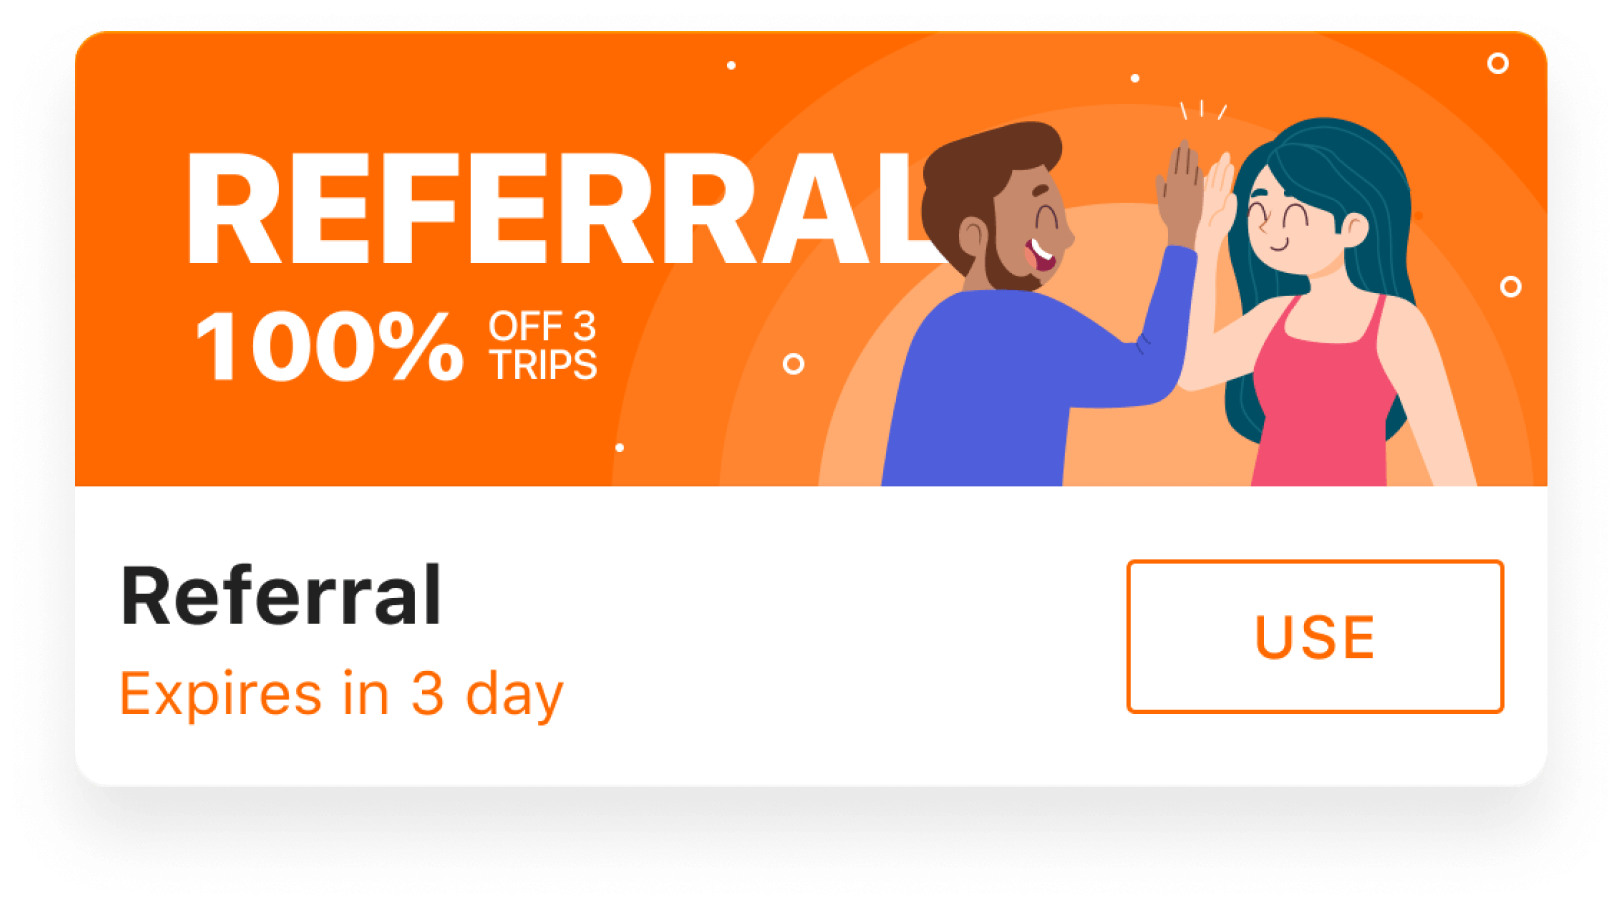 REFERRAL
100% OFF 3
TRIPS
Referral
Expires in 3 day
USE